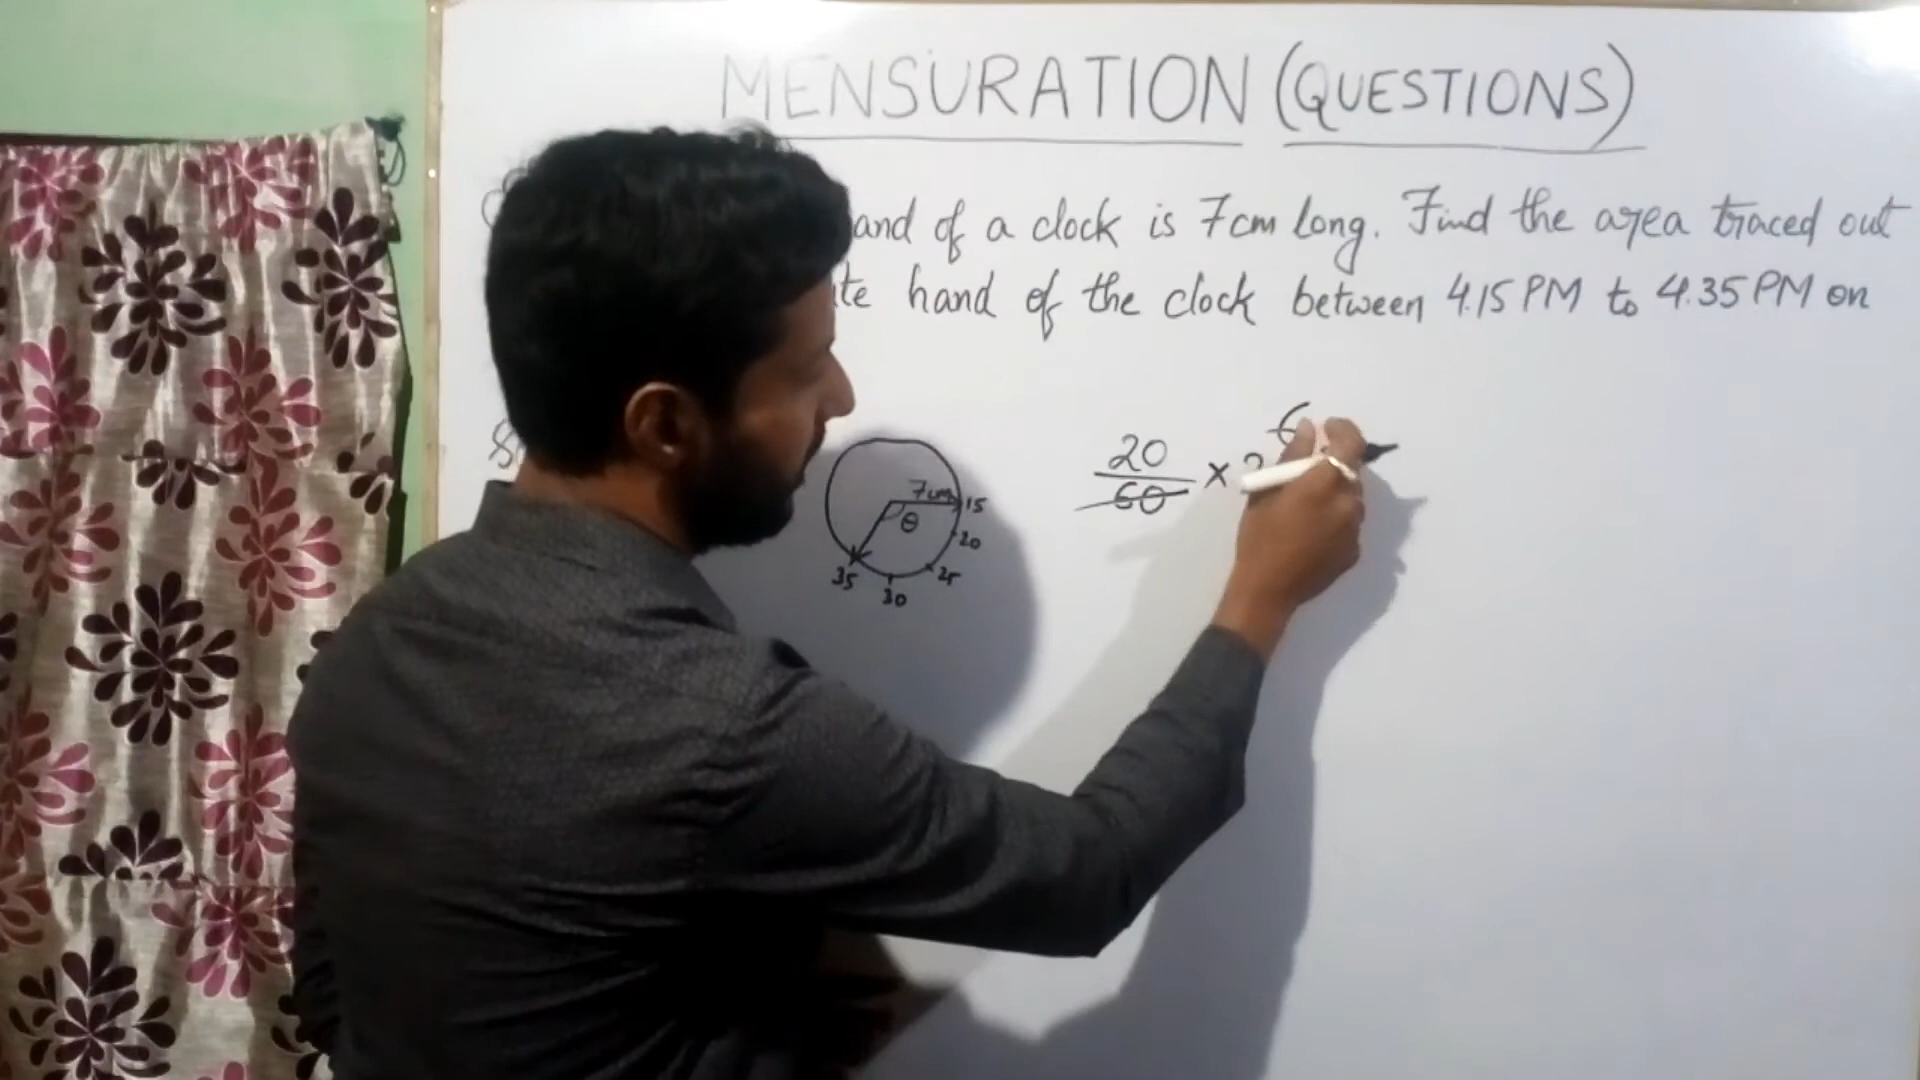 MENSURATION (QUESTIONS)
and of a clock is 7cm long. Find the area traced out
te hand of the clock between 4.15 PM to 4.35 PM on
6
20
60
×
7cm
15
θ
20
25
35
30